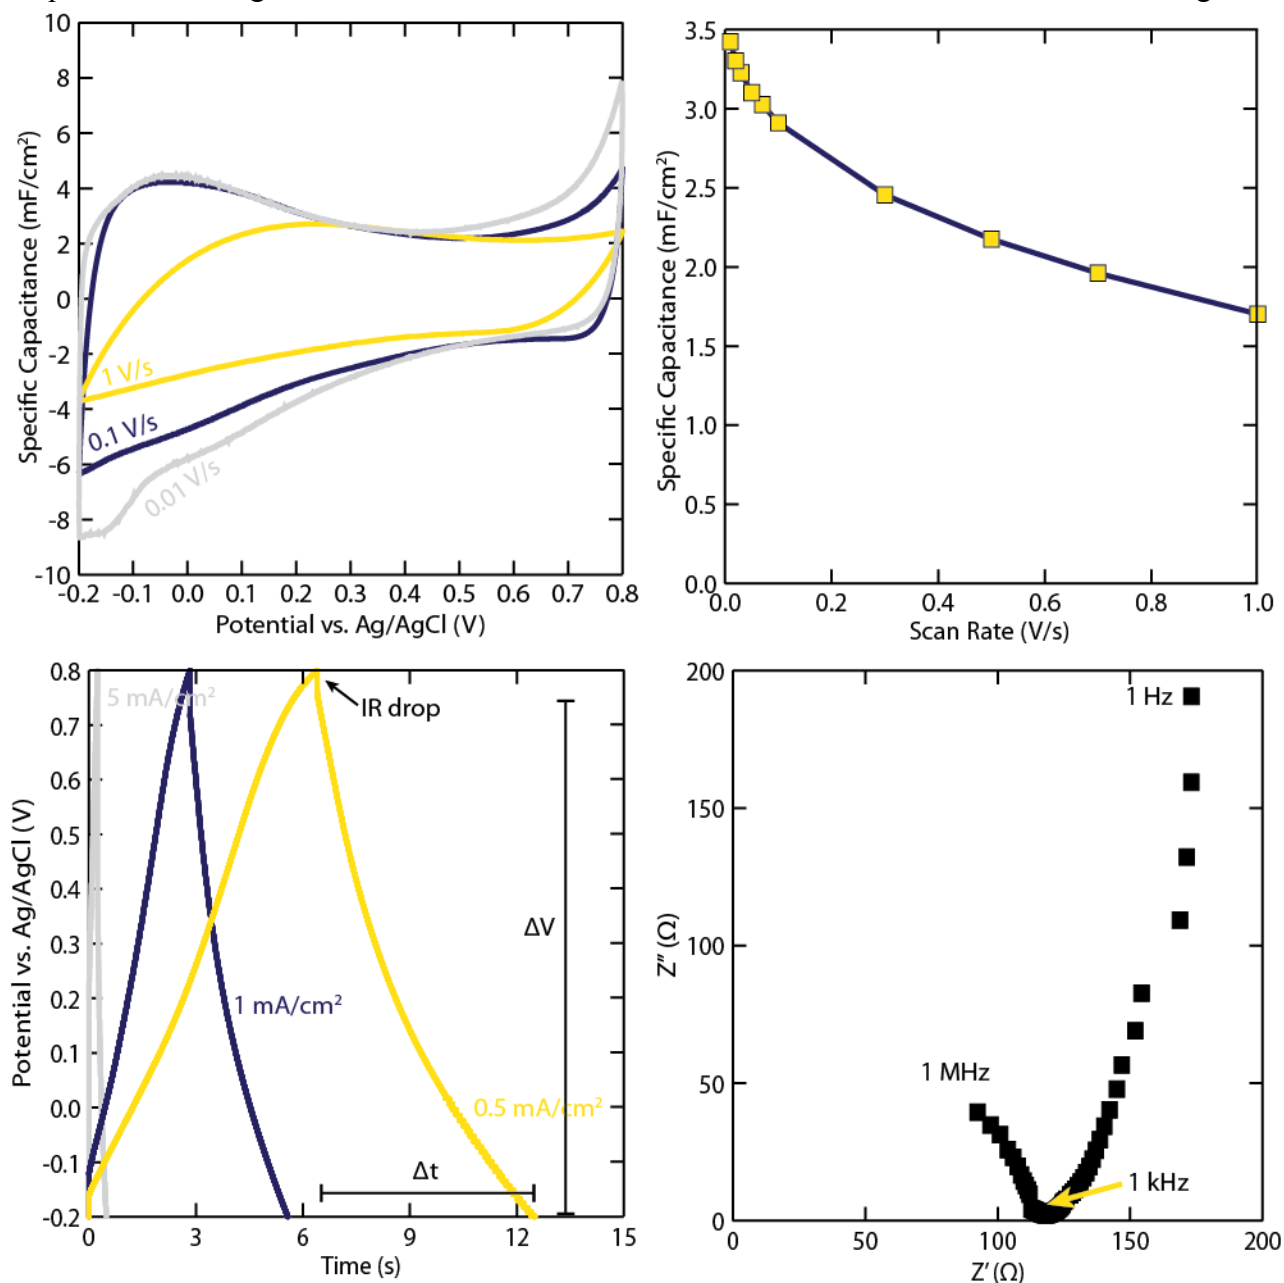 10
8
6
4
2
0
-2
-4
-6
-8
-10
Specific Capacitance (mF/cm²)
1 V/s
0.1 V/s
0.01 V/s
-0.2 -0.1 0.0 0.1 0.2 0.3 0.4 0.5 0.6 0.7 0.8
Potential vs. Ag/AgCl (V)
3.5
3.0
2.5
2.0
1.5
1.0
0.5
0.0
Specific Capacitance (mF/cm²)
0.0 0.2 0.4 0.6 0.8 1.0
Scan Rate (V/s)
0.8
0.7
0.6
0.5
0.4
0.3
0.2
0.1
0.0
-0.1
-0.2
Potential vs. Ag/AgCl (V)
5 mA/cm²
IR drop
ΔV
1 mA/cm²
0.5 mA/cm²
Δt
0 3 6 9 12 15
Time (s)
200
150
100
50
0
Z″ (Ω)
1 Hz
1 MHz
1 kHz
0 50 100 150 200
Z′ (Ω)